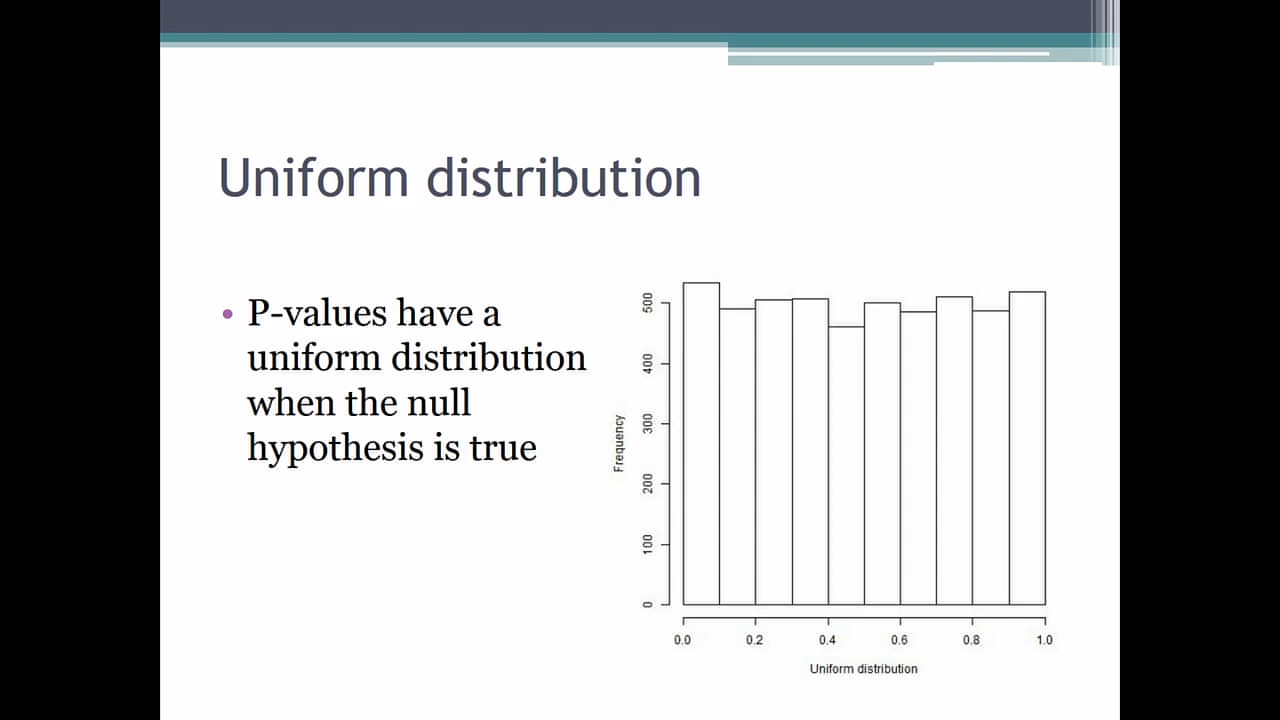 Uniform distribution
• P-values have a
uniform distribution
when the null
hypothesis is true
Frequency
500
400
300
200
100
0
0.0 0.2 0.4 0.6 0.8 1.0
Uniform distribution